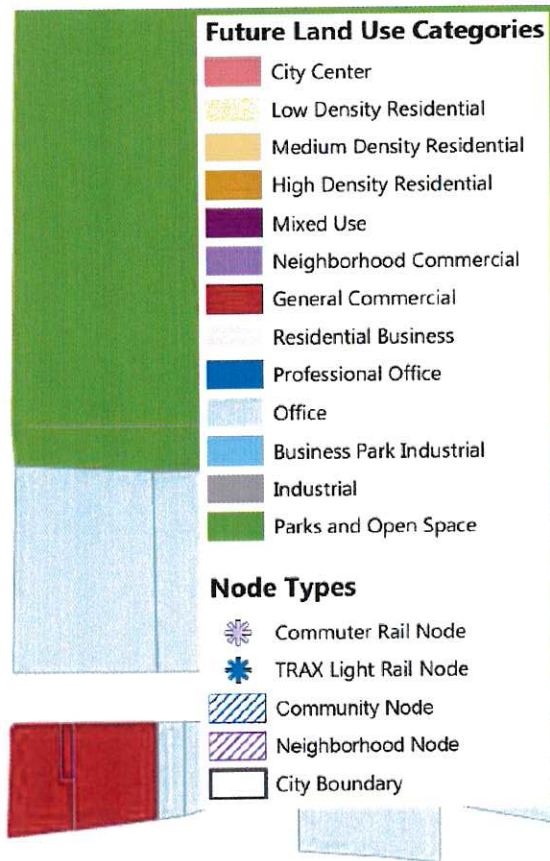 Future Land Use Categories
City Center
Low Density Residential
Medium Density Residential
High Density Residential
Mixed Use
Neighborhood Commercial
General Commercial
Residential Business
Professional Office
Office
Business Park Industrial
Industrial
Parks and Open Space
Node Types
Commuter Rail Node
TRAX Light Rail Node
Community Node
Neighborhood Node
City Boundary